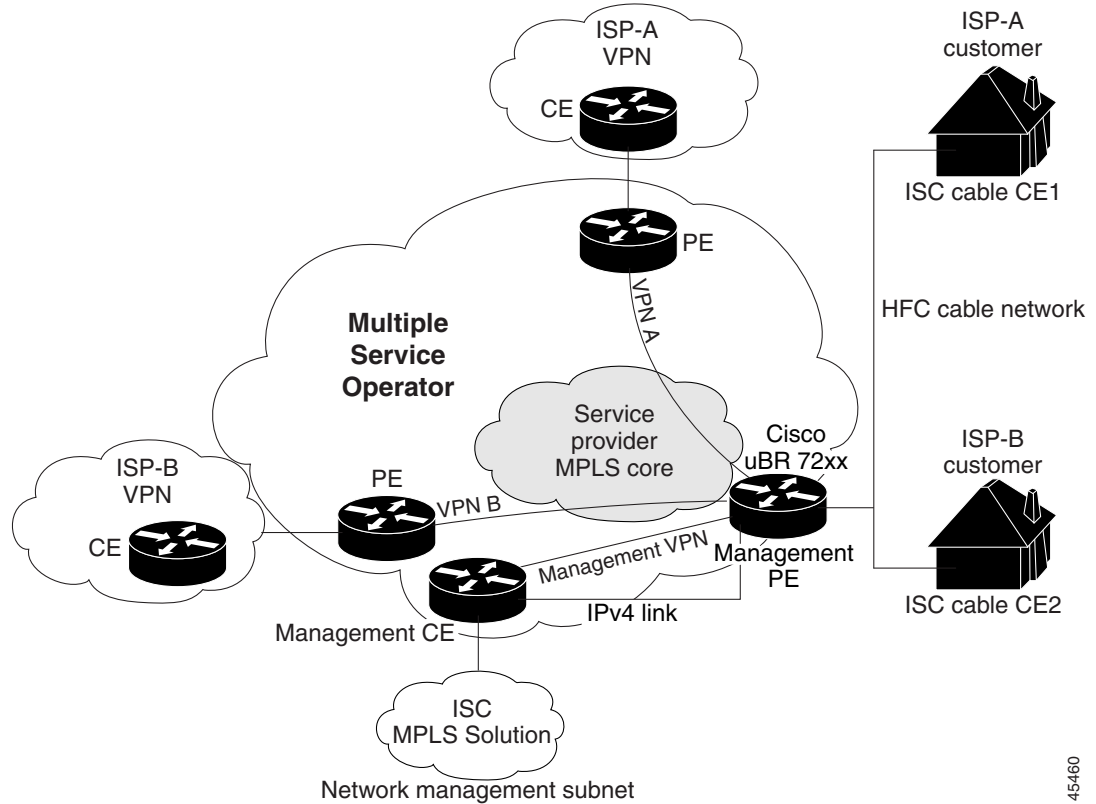 ISP-A
VPN
CE
ISP-A
customer
ISC cable CE1
PE
VPN A
HFC cable network
Multiple
Service
Operator
Service
provider
MPLS core
Cisco
uBR 72xx
ISP-B
customer
ISP-B
VPN
CE
PE
VPN B
Management VPN
Management
PE
ISC cable CE2
IPv4 link
Management CE
ISC
MPLS Solution
Network management subnet
45460